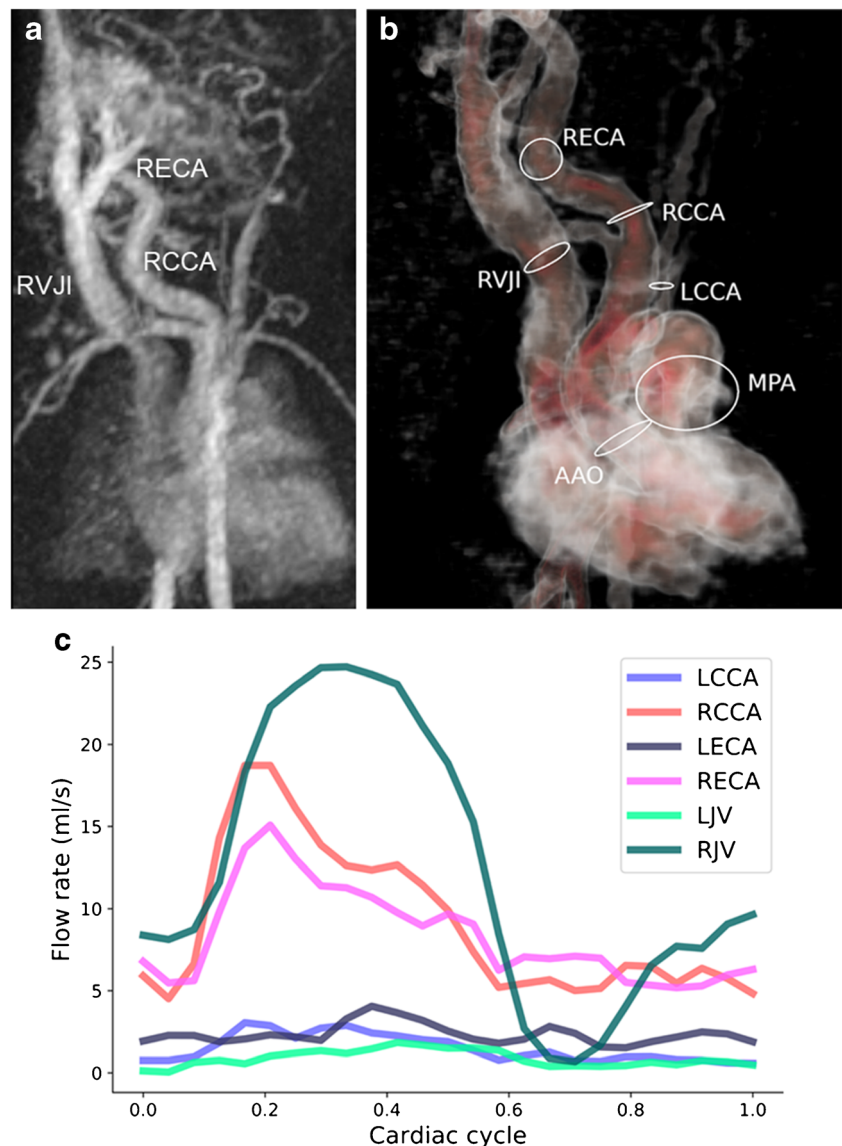 a
RECA
RCCA
RVJI
b
RECA
RCCA
RVJI
LCCA
MPA
AAO
c
Flow rate (ml/s)
25
20
15
10
5
0
0.0 0.2 0.4 0.6 0.8 1.0
Cardiac cycle
LCCA
RCCA
LECA
RECA
LJV
RJV